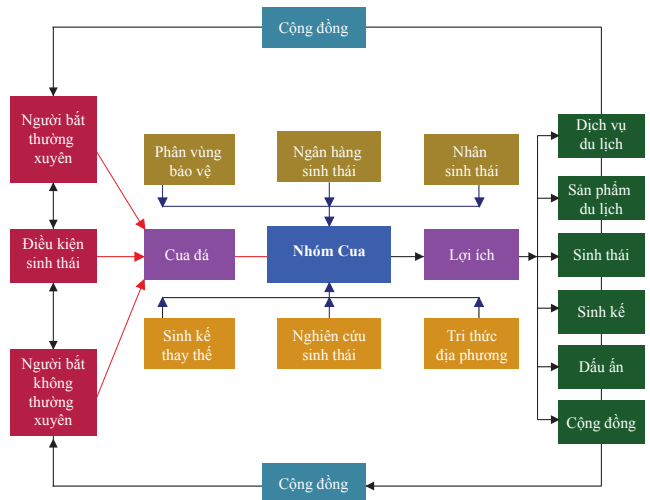 Cộng đồng
Người bắt
thường
xuyên
Phân vùng
bảo vệ
Ngân hàng
sinh thái
Nhãn
sinh thái
Dịch vụ
du lịch
Sản phẩm
du lịch
Điều kiện
sinh thái
Cua đá
Nhóm Cua
Lợi ích
Sinh thái
Sinh kế
Sinh kế
thay thế
Nghiên cứu
sinh thái
Tri thức
địa phương
Người bắt
không
thường
xuyên
Dấu ấn
Cộng đồng
Cộng đồng